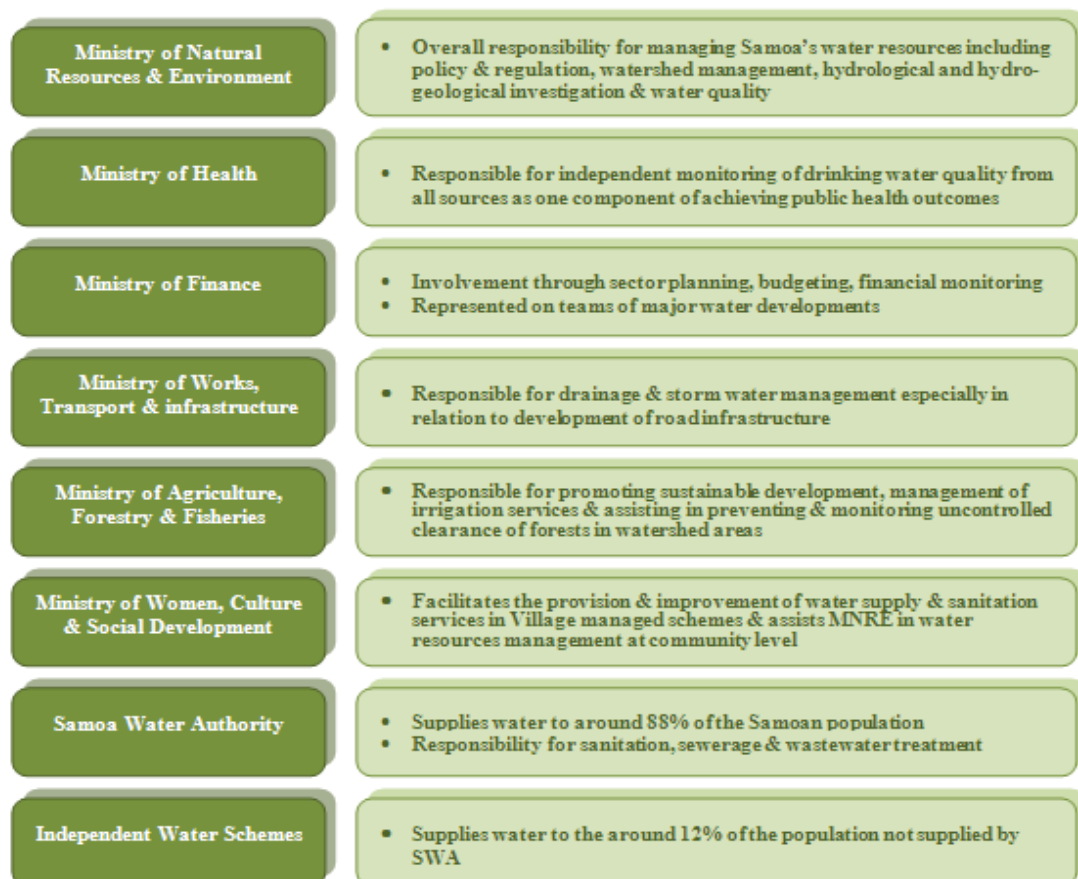 Ministry of Natural
Resources & Environment
• Overall responsibility for managing Samoa's water resources including
policy & regulation, watershed management, hydrological and hydro-
geological investigation & water quality
Ministry of Health
• Responsible for independent monitoring of drinking water quality from
all sources as one component of achieving public health outcomes
Ministry of Finance
• Involvement through sector planning, budgeting, financial monitoring
• Represented on teams of major water developments
Ministry of Works,
Transport & infrastructure
• Responsible for drainage & storm water management especially in
relation to development of road infrastructure
Ministry of Agriculture,
Forestry & Fisheries
• Responsible for promoting sustainable development, management of
irrigation services & assisting in preventing & monitoring uncontrolled
clearance of forests in watershed areas
Ministry of Women, Culture
& Social Development
• Facilitates the provision & improvement of water supply & sanitation
services in Village managed schemes & assists MNRE in water
resources management at community level
Samoa Water Authority
• Supplies water to around 88% of the Samoan population
• Responsibility for sanitation, sewerage & wastewater treatment
Independent Water Schemes
• Supplies water to the around 12% of the population not supplied by
SWA